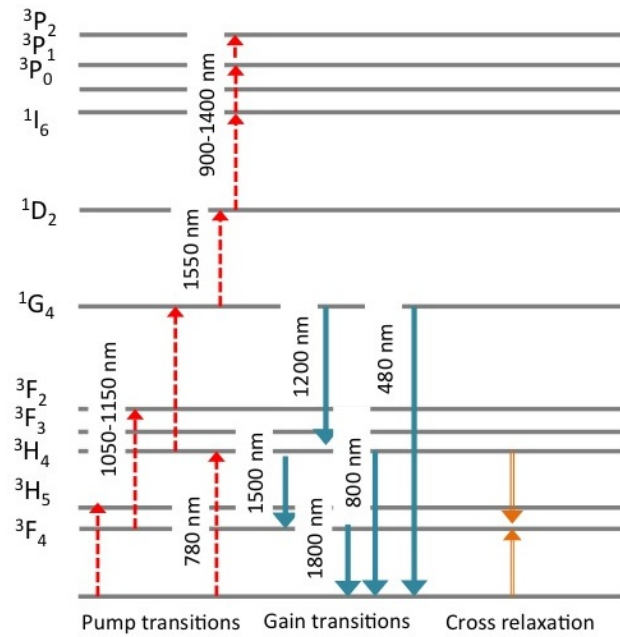 ³P₂
³P₁
³P₀
¹I₆
¹D₂
¹G₄
³F₂
³F₃
³H₄
³H₅
³F₄
900-1400 nm
1550 nm
1050-1150 nm
780 nm
1500 nm
1200 nm
1800 nm
800 nm
480 nm
Pump transitions
Gain transitions
Cross relaxation